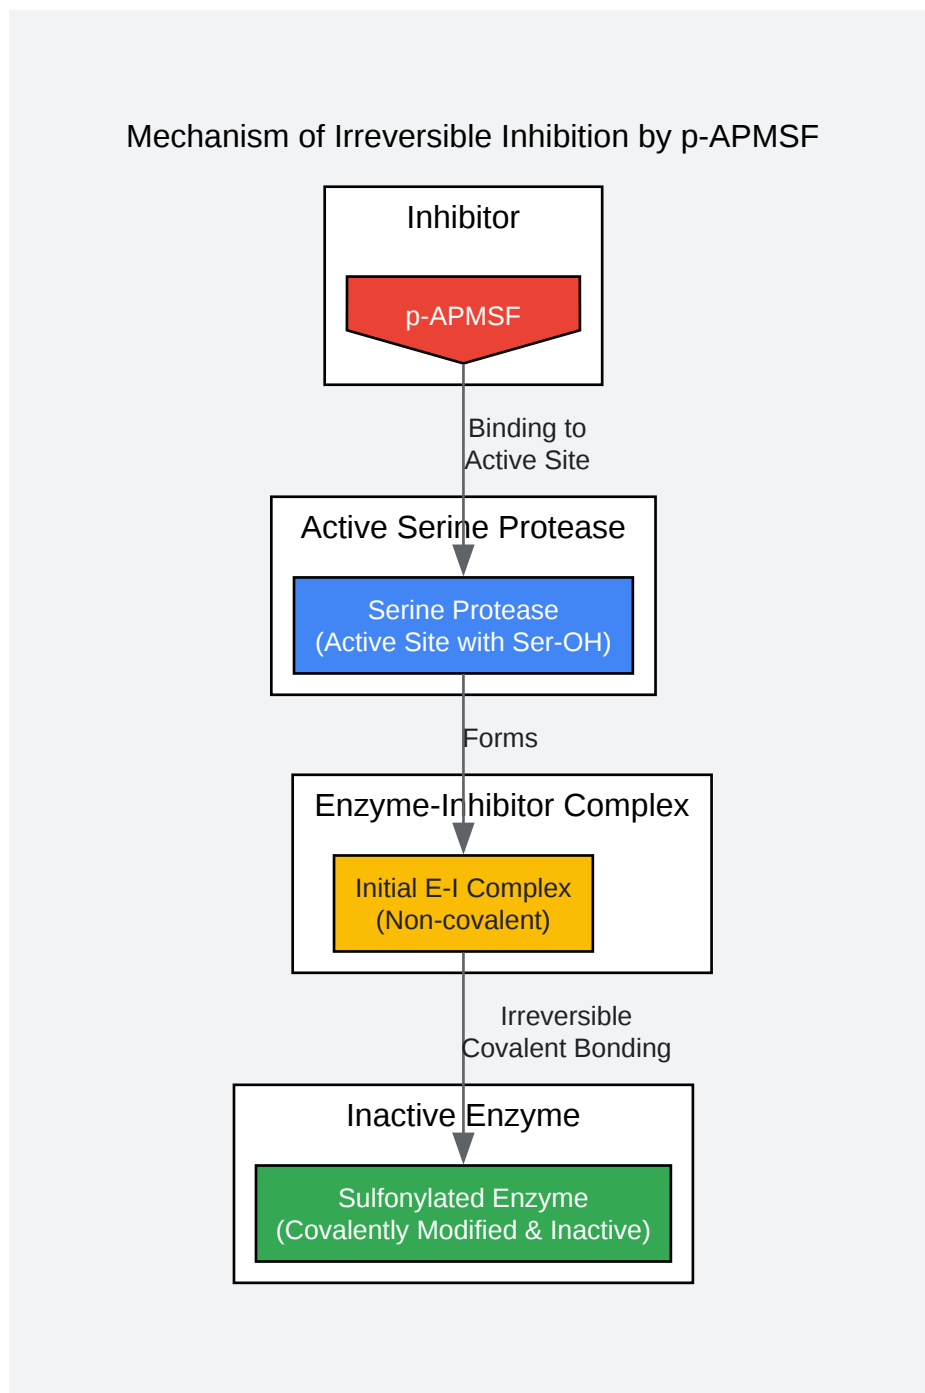 Mechanism of Irreversible Inhibition by p-APMSF
Inhibitor
p-APMSF
Binding to
Active Site
Active Serine Protease
Serine Protease
(Active Site with Ser-OH)
Forms
Enzyme-Inhibitor Complex
Initial E-I Complex
(Non-covalent)
Irreversible
Covalent Bonding
Inactive Enzyme
Sulfonylated Enzyme
(Covalently Modified & Inactive)